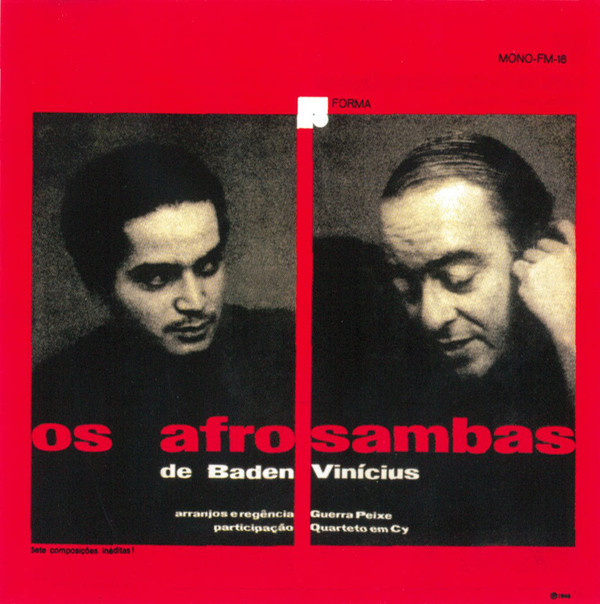 MONO-FM-16
FORMA
os afro sambas
de Baden Vinícius
arranjos e regência Guerra Peixe
participação Quarteto em Cy
Sete composições inéditas!
℗ 1966